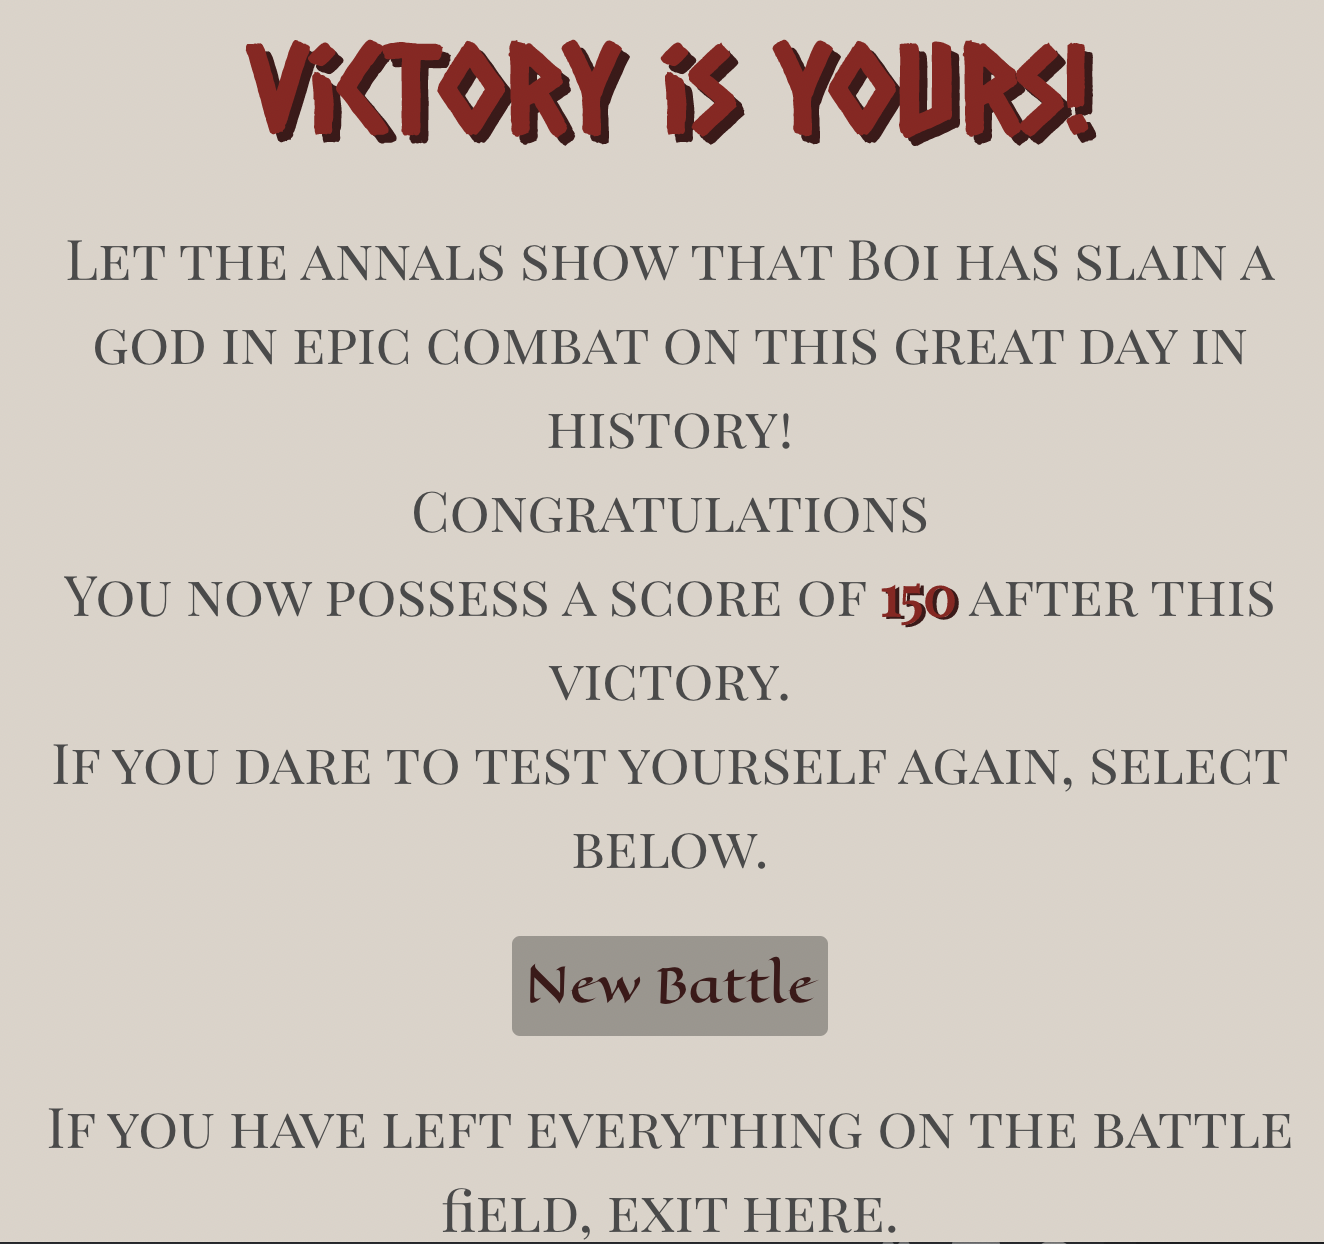 ViCTORY iS YOURS!
Let the annals show that Boi has slain a
god in epic combat on this great day in
history!
Congratulations
You now possess a score of 150 after this
victory.
If you dare to test yourself again, select
below.
New Battle
If you have left everything on the battle
field, exit here.